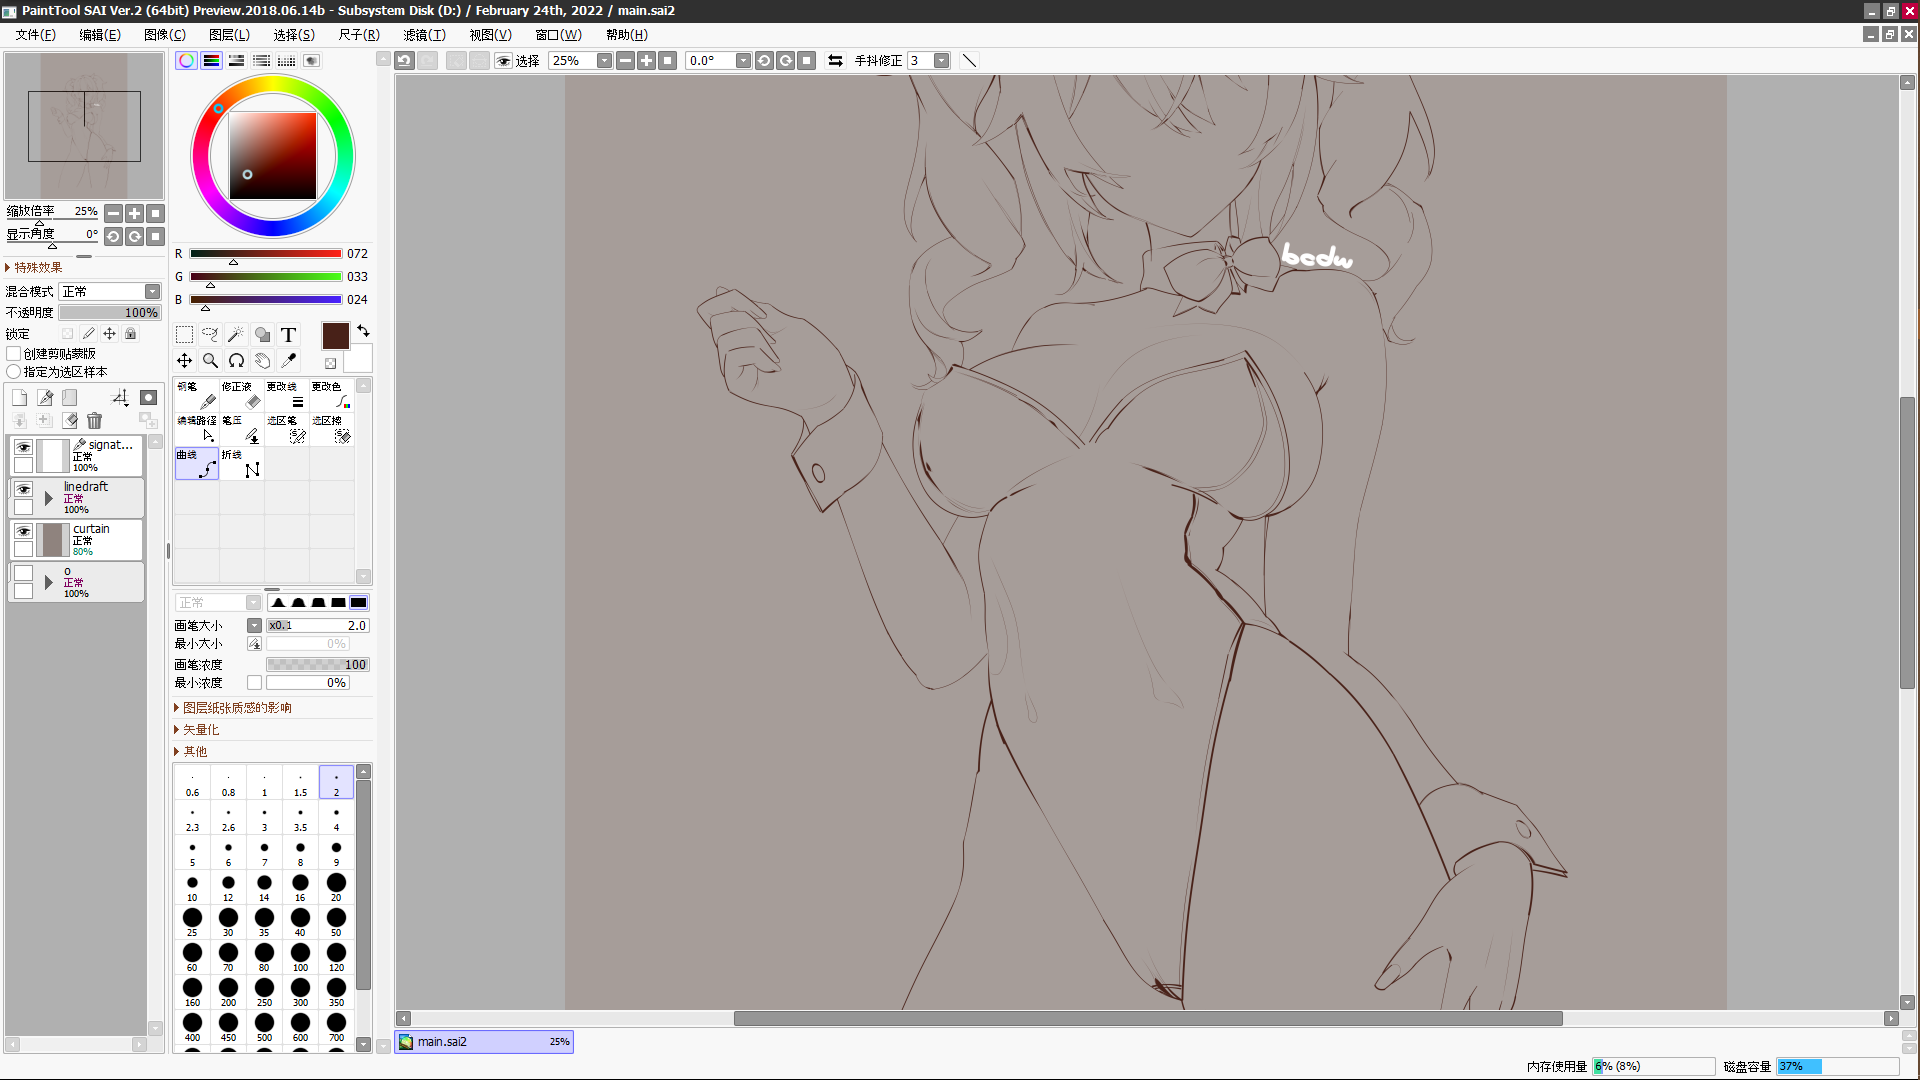 PaintTool SAI Ver.2 (64bit) Preview.2018.06.14b - Subsystem Disk (D:) / February 24th, 2022 / main.sai2
文件(F) 编辑(E) 图像(C) 图层(L) 选择(S) 尺子(R) 滤镜(T) 视图(V) 窗口(W) 帮助(H)
选择 25% 0.0° 手抖修正 3
缩放倍率 25%
显示角度 0°
特殊效果
混合模式 正常
不透明度 100%
锁定
创建剪贴蒙版
指定为选区样本
signat...
正常
100%
linedraft
正常
100%
curtain
正常
80%
o
正常
100%
R 072
G 033
B 024
T
钢笔 修正液 更改线 更改色
编辑路径 笔压 选区笔 选区擦
曲线 折线
正常
画笔大小 x0.1 2.0
最小大小 0%
画笔浓度 100
最小浓度 0%
图层纸张质感的影响
矢量化
其他
0.6 0.8 1 1.5 2
2.3 2.6 3 3.5 4
5 6 7 8 9
10 12 14 16 20
25 30 35 40 50
60 70 80 100 120
160 200 250 300 350
400 450 500 600 700
bcdw
main.sai2 25%
内存使用量 6% (8%) 磁盘容量 37%